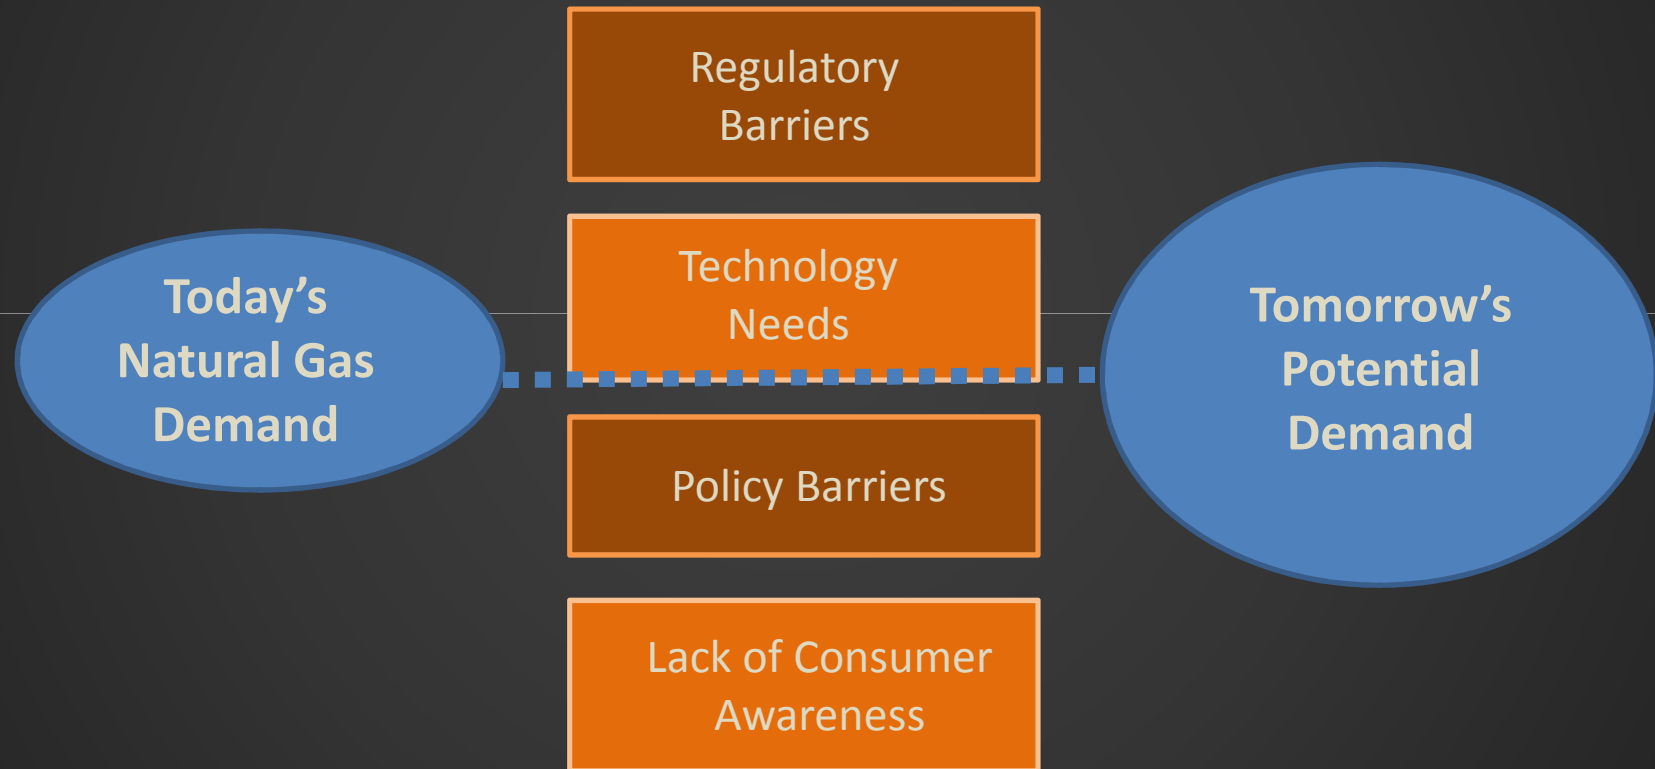 Regulatory
Barriers
Today’s
Natural Gas
Demand
Technology
Needs
Policy Barriers
Lack of Consumer
Awareness
Tomorrow’s
Potential
Demand